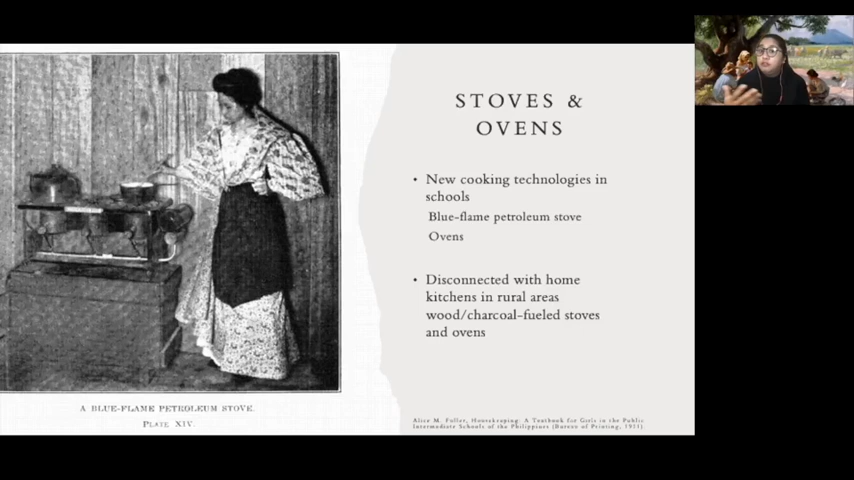 STOVES &
OVENS
• New cooking technologies in
schools
Blue-flame petroleum stove
Ovens
• Disconnected with home
kitchens in rural areas
wood/charcoal-fueled stoves
and ovens
A BLUE-FLAME PETROLEUM STOVE.
PLATE XIV.
Alice M. Fuller, Housekeeping: A Textbook for Girls in the Public
Intermediate Schools of the Philippines (Bureau of Printing, 1911).